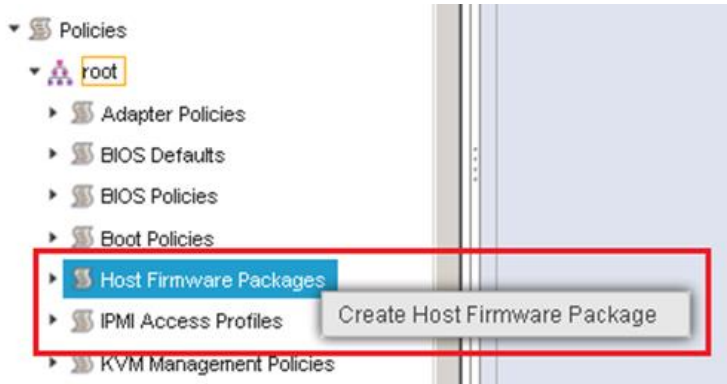 Policies
root
Adapter Policies
BIOS Defaults
BIOS Policies
Boot Policies
Host Firmware Packages
Create Host Firmware Package
IPMI Access Profiles
KVM Management Policies